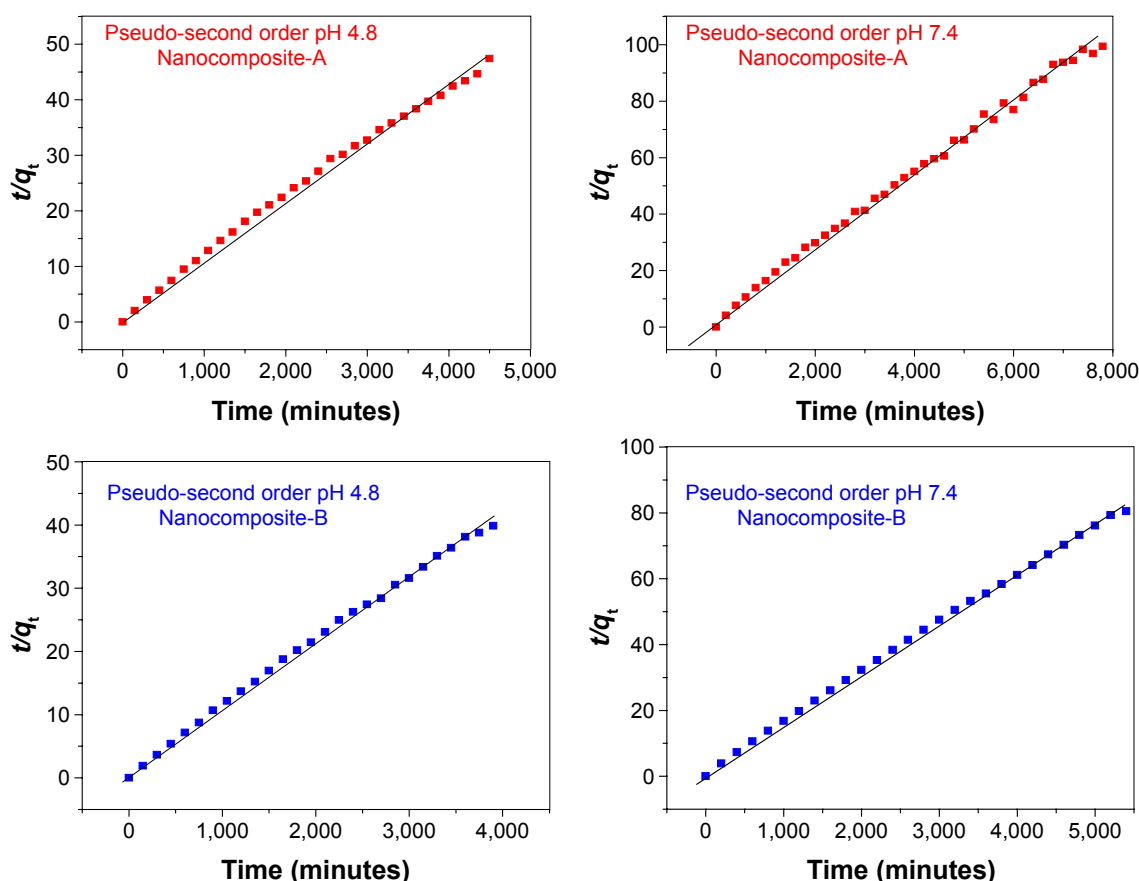 Pseudo-second order pH 4.8
Nanocomposite-A
50
40
30
20
10
0
t/qt
0 1,000 2,000 3,000 4,000 5,000
Time (minutes)
Pseudo-second order pH 7.4
Nanocomposite-A
100
80
60
40
20
0
t/qt
0 2,000 4,000 6,000 8,000
Time (minutes)
Pseudo-second order pH 4.8
Nanocomposite-B
50
40
30
20
10
0
t/qt
0 1,000 2,000 3,000 4,000
Time (minutes)
Pseudo-second order pH 7.4
Nanocomposite-B
100
80
60
40
20
0
t/qt
0 1,000 2,000 3,000 4,000 5,000
Time (minutes)